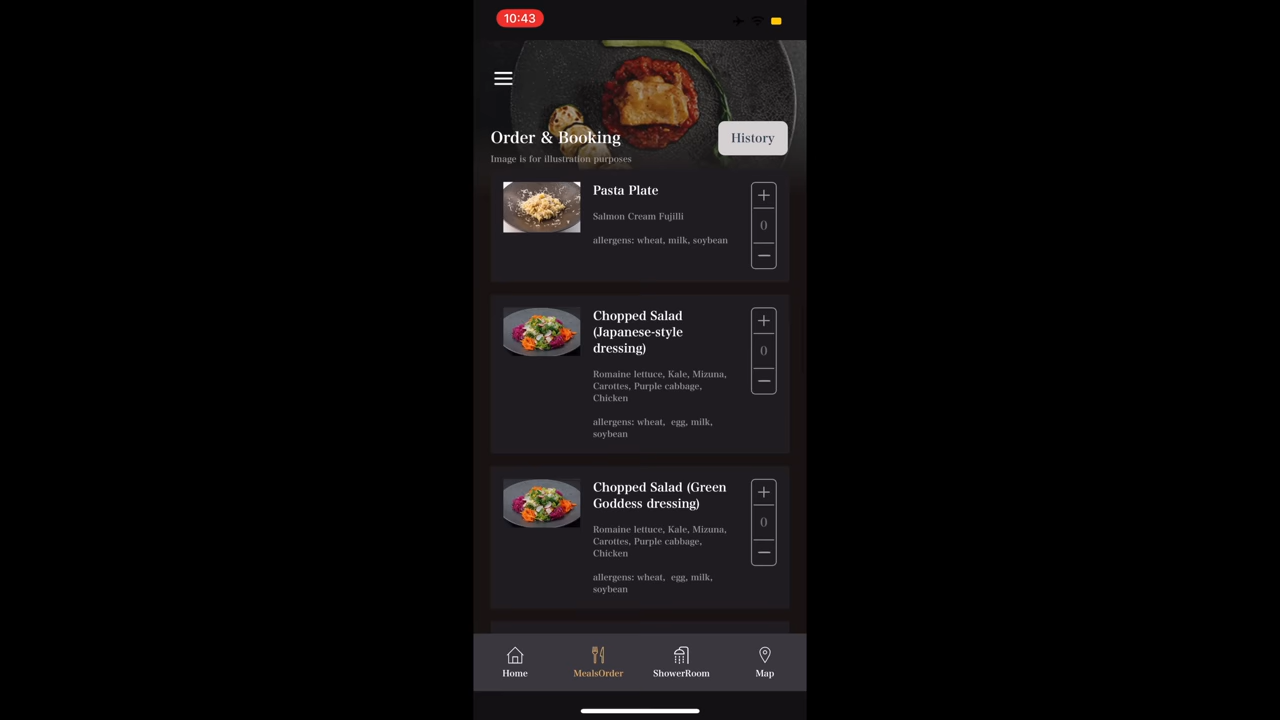 10:43
Order & Booking
History
Image is for illustration purposes
Pasta Plate
Salmon Cream Fujilli
allergens: wheat, milk, soybean
0
Chopped Salad
(Japanese-style
dressing)
Romaine lettuce, Kale, Mizuna,
Carottes, Purple cabbage,
Chicken
allergens: wheat,  egg, milk,
soybean
0
Chopped Salad (Green
Goddess dressing)
Romaine lettuce, Kale, Mizuna,
Carottes, Purple cabbage,
Chicken
allergens: wheat,  egg, milk,
soybean
0
Home
MealsOrder
ShowerRoom
Map